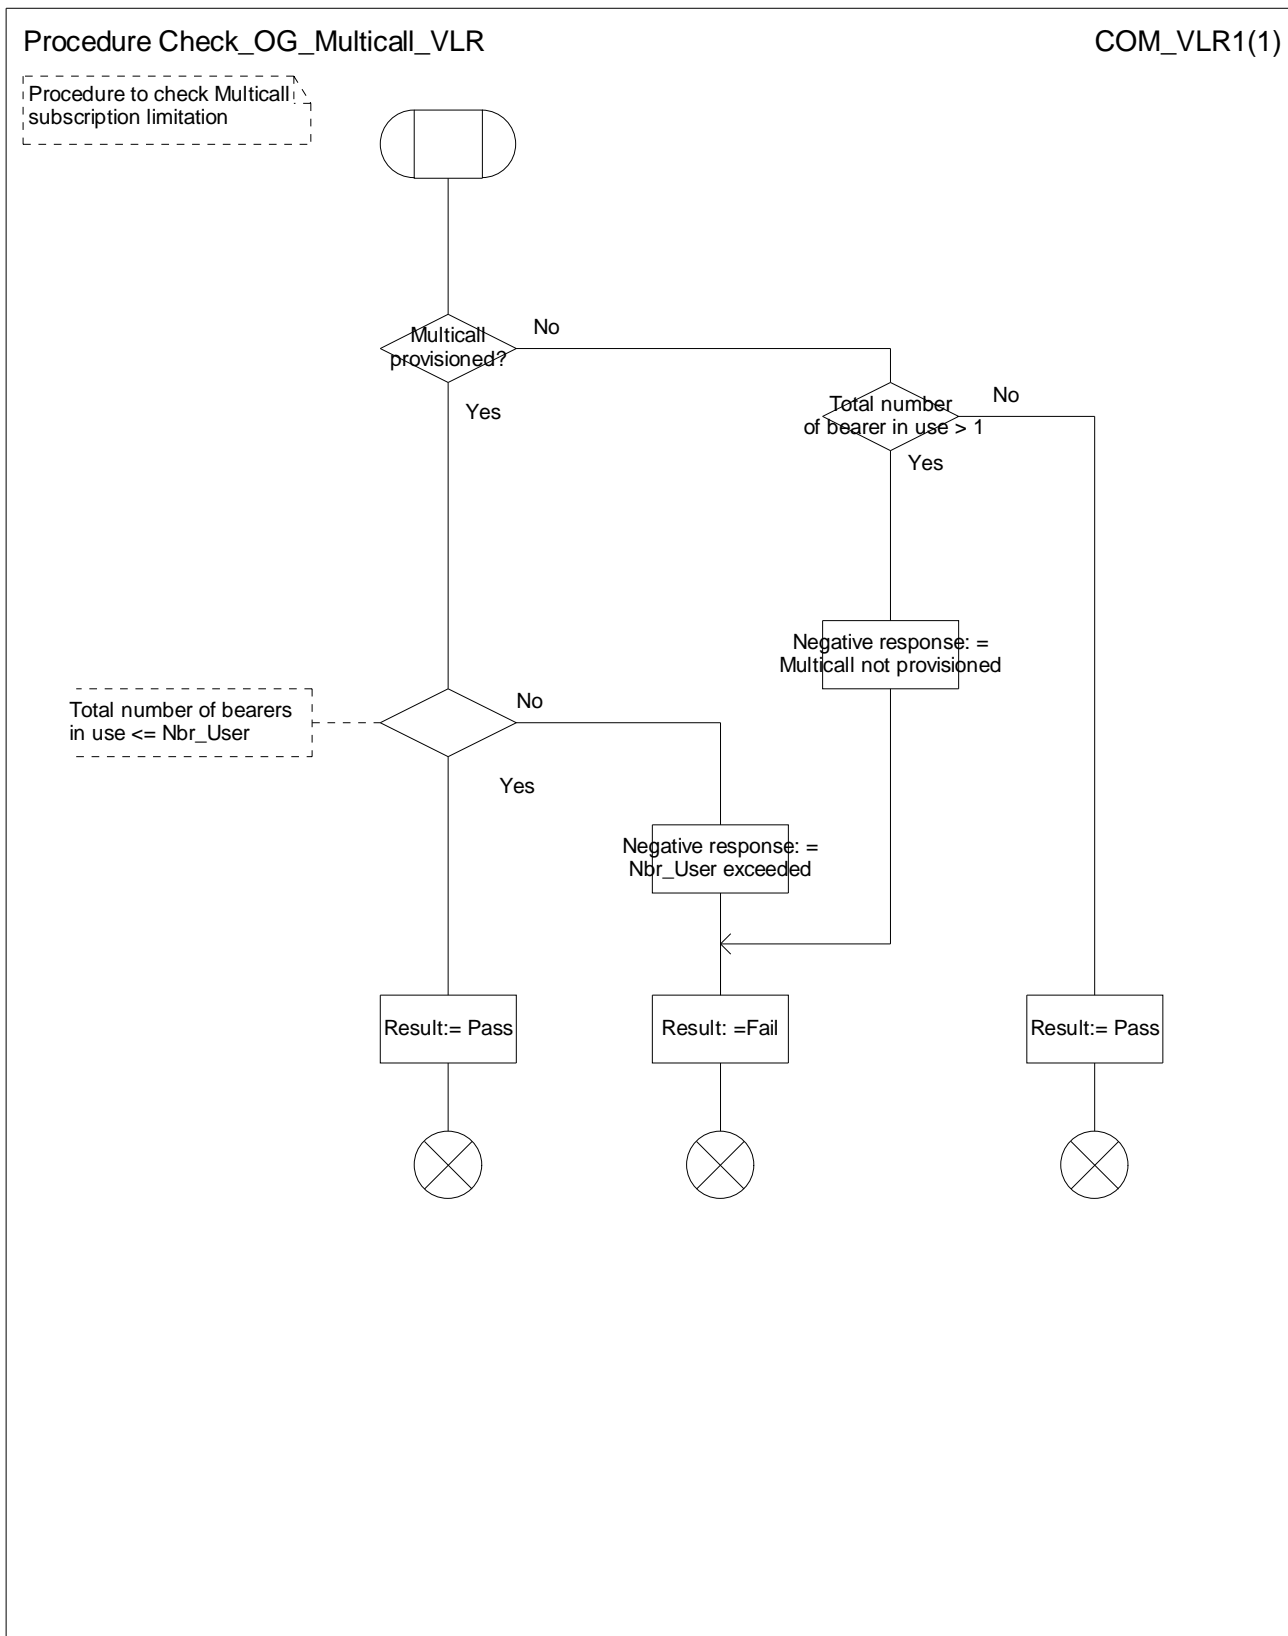 Procedure Check_OG_Multicall_VLR
COM_VLR1(1)
Procedure to check Multicall
subscription limitation
Multicall
provisioned?
No
Yes
Total number
of bearer in use > 1
No
Yes
Negative response: =
Multicall not provisioned
Total number of bearers
in use <= Nbr_User
No
Yes
Negative response: =
Nbr_User exceeded
Result:= Pass
Result: =Fail
Result:= Pass